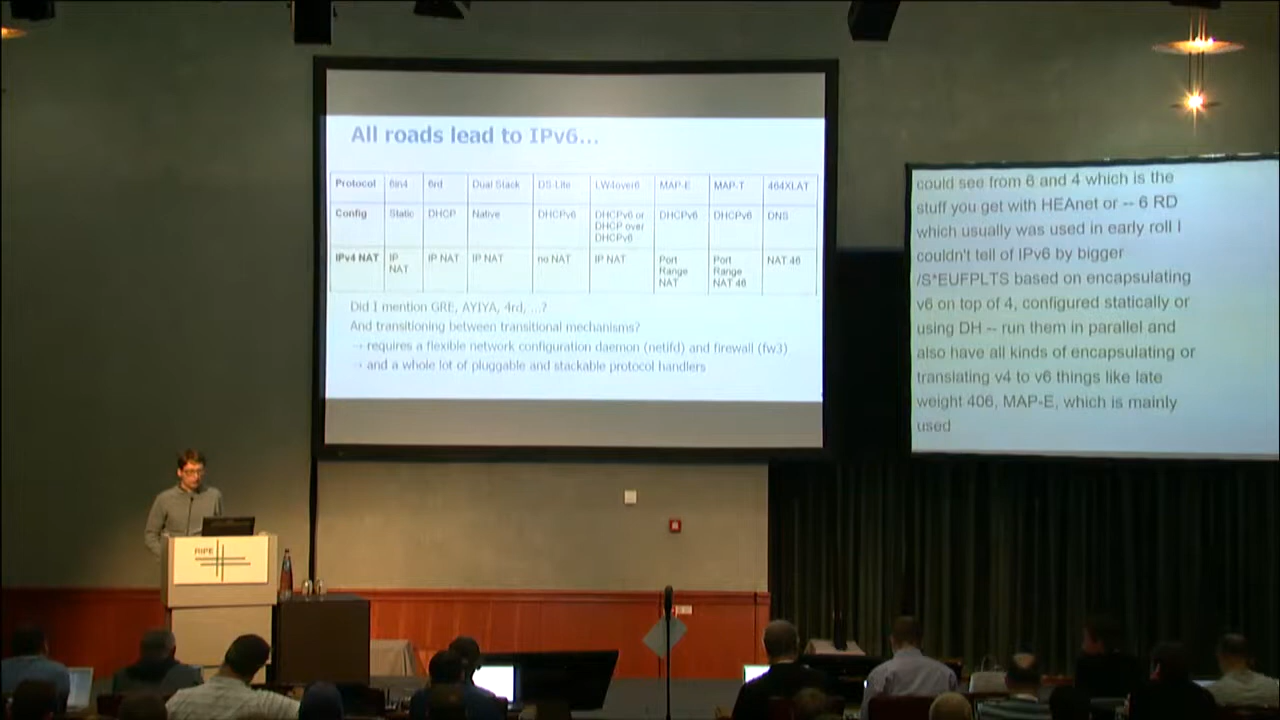 All roads lead to IPv6...
Protocol 6in4 6rd Dual Stack DS-Lite LW4over6 MAP-E MAP-T 464XLAT
Config Static DHCP Native DHCPv6 DHCPv6 or DHCP over DHCPv6 DHCPv6 DHCPv6 DNS
IPv4 NAT IP NAT IP NAT IP NAT no NAT IP NAT Port Range NAT Port Range NAT 46 NAT 46
Did I mention GRE, AYIYA, 4rd, ...?
And transitioning between transitional mechanisms?
→ requires a flexible network configuration daemon (netifd) and firewall (fw3)
→ and a whole lot of pluggable and stackable protocol handlers
could see from 6 and 4 which is the
stuff you get with HEAnet or -- 6 RD
which usually was used in early roll I
couldn't tell of IPv6 by bigger
/S*EUFPLTS based on encapsulating
v6 on top of 4, configured statically or
using DH -- run them in parallel and
also have all kinds of encapsulating or
translating v4 to v6 things like late
weight 406, MAP-E, which is mainly
used
RIPE